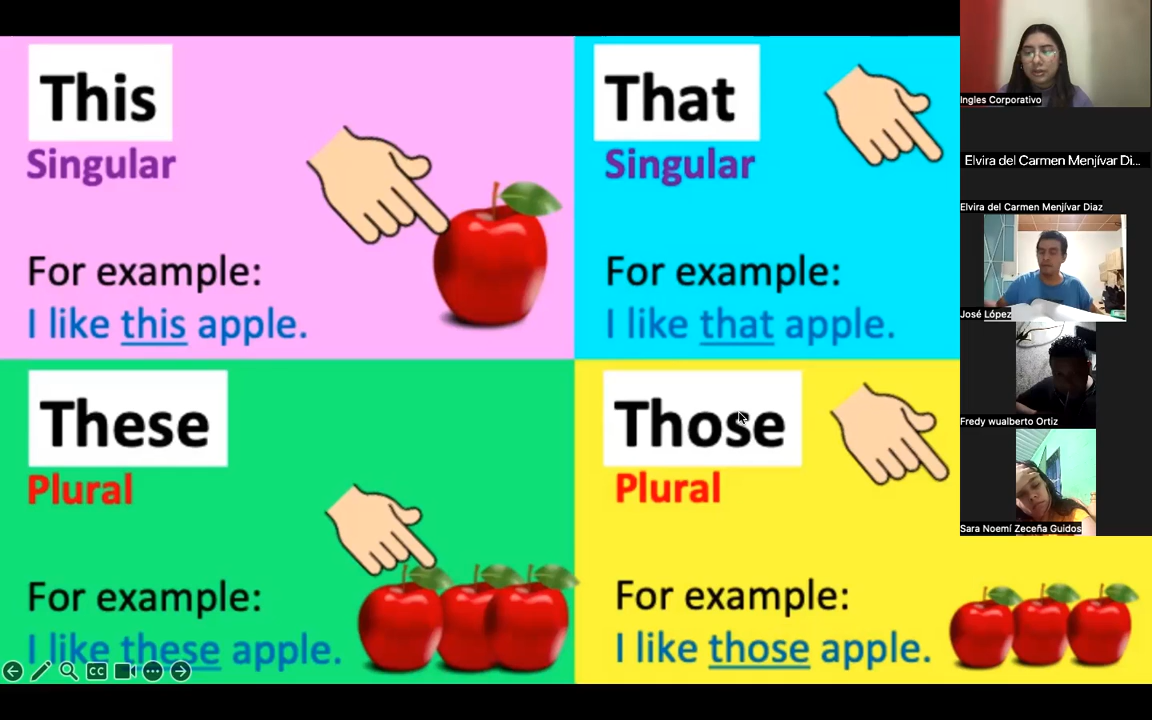 This
Singular
For example:
I like this apple.
That
Singular
For example:
I like that apple.
These
Plural
For example:
I like these apple.
Those
Plural
For example:
I like those apple.
CC
Ingles Corporativo
Elvira del Carmen Menjívar Di...
Elvira del Carmen Menjívar Diaz
José López
Fredy wualberto Ortiz
Sara Noemí Zeceña Guidos